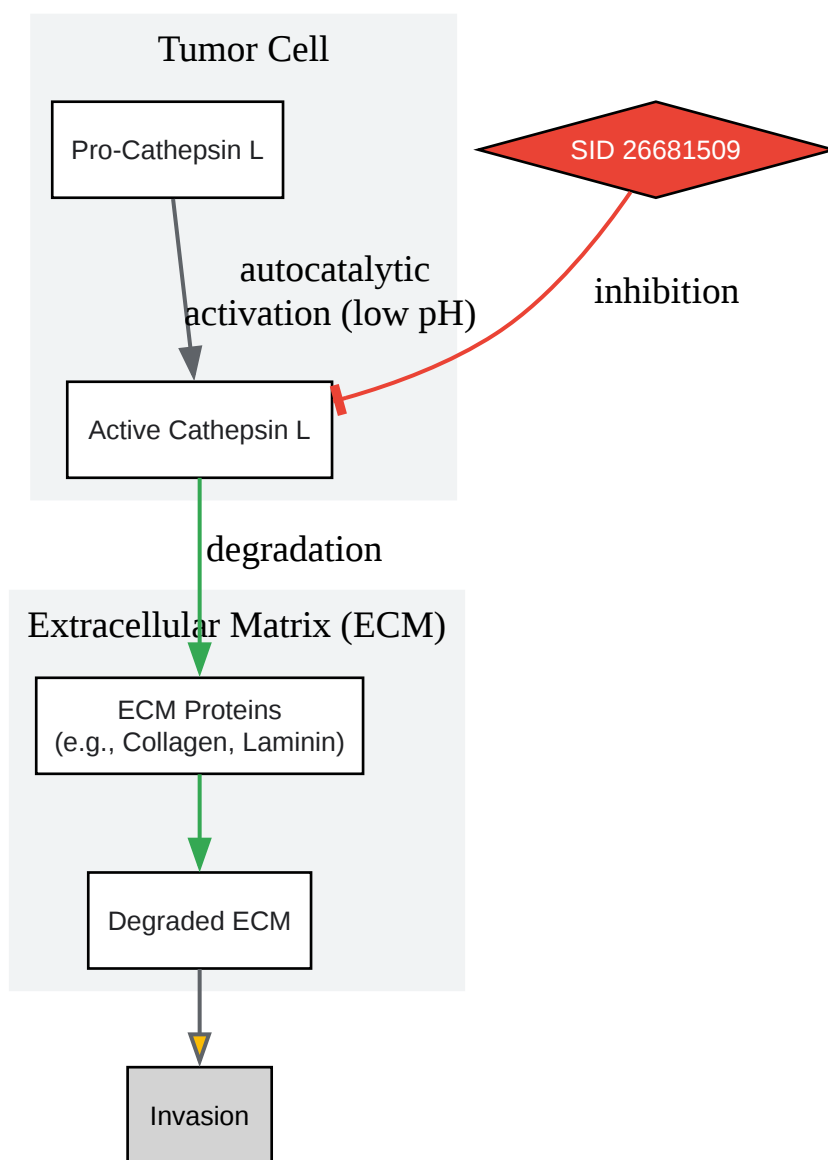 Tumor Cell
Pro-Cathepsin L
SID 26681509
autocatalytic
activation (low pH)
inhibition
Active Cathepsin L
degradation
Extracellular Matrix (ECM)
ECM Proteins
(e.g., Collagen, Laminin)
Degraded ECM
Invasion